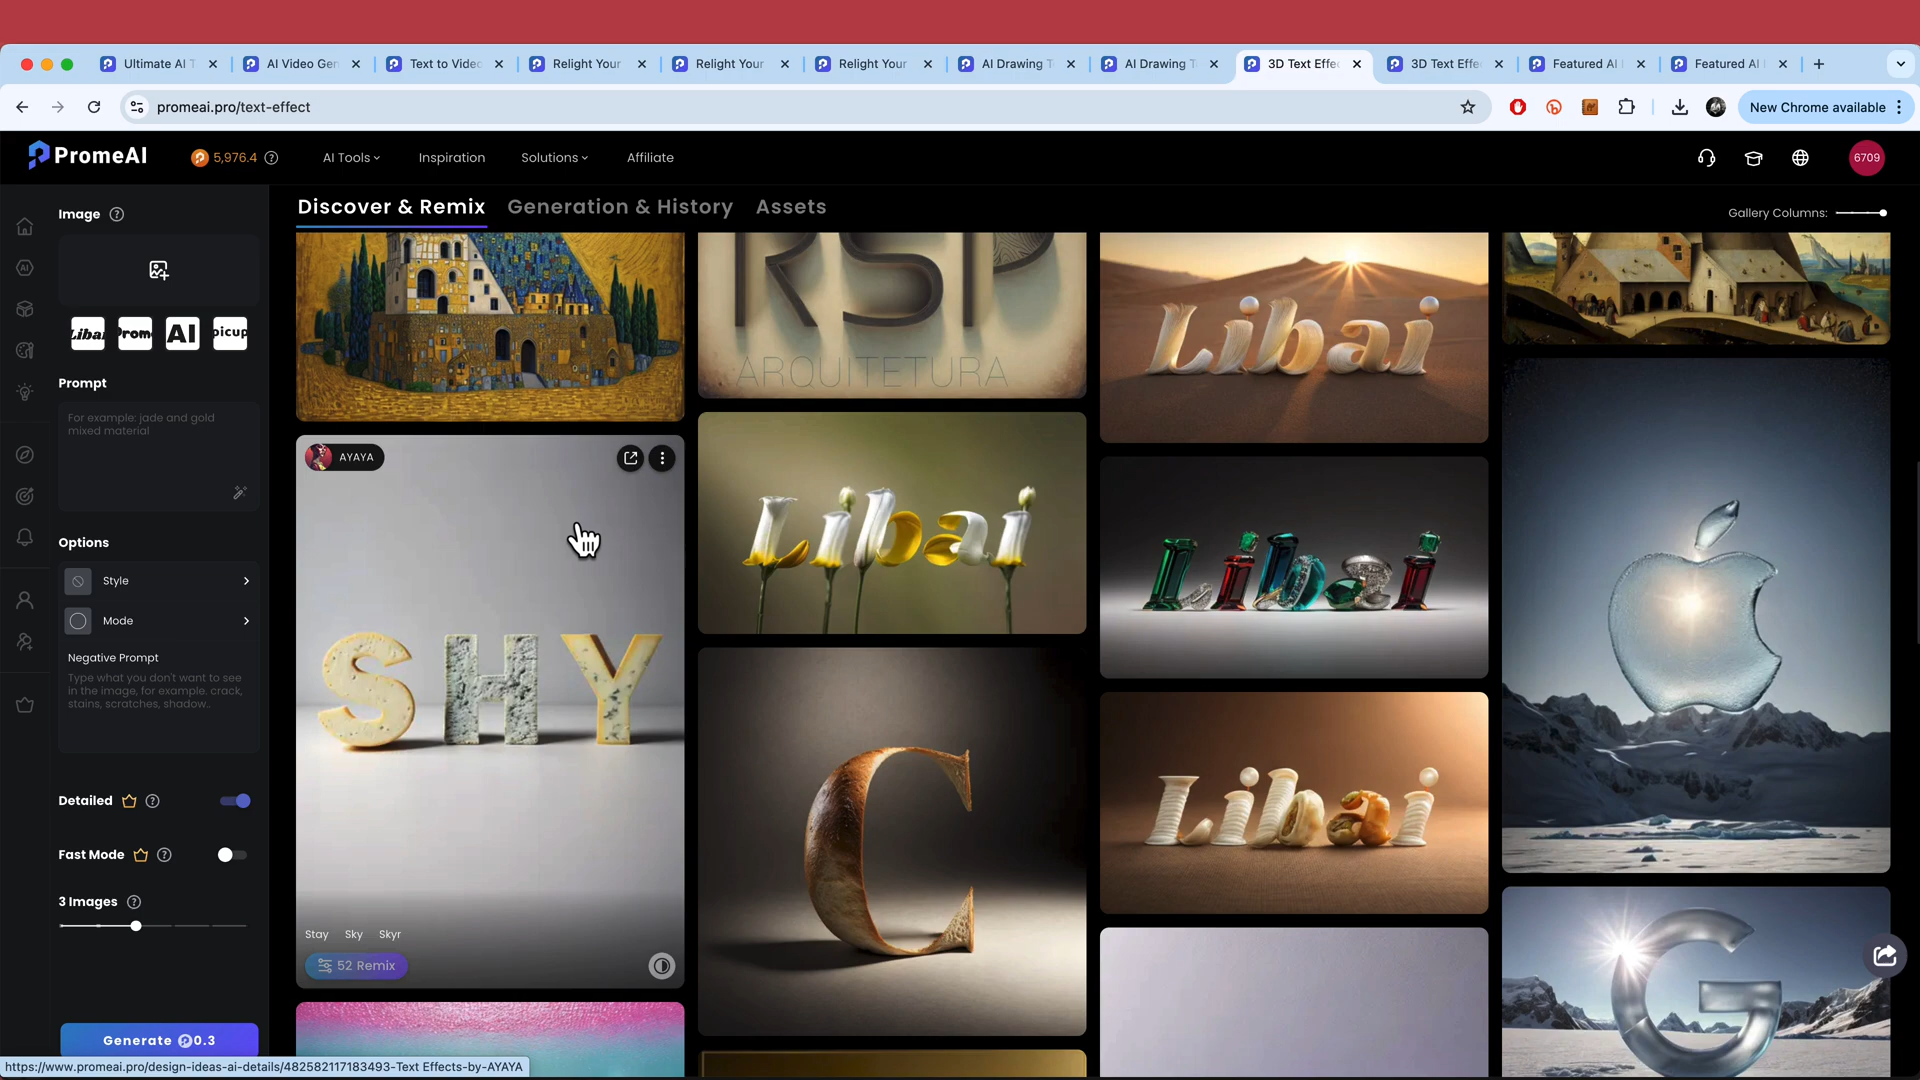 Ultimate AI T
AI Video Gen
Text to Video
Relight Your
Relight Your
Relight Your
AI Drawing T
AI Drawing T
3D Text Effe
3D Text Effe
Featured AI
Featured AI
promeai.pro/text-effect
New Chrome available
PromeAI
5,976.4
AI Tools
Inspiration
Solutions
Affiliate
6709
Image
Discover & Remix
Generation & History
Assets
Gallery Columns:
Libai
Prome
AI
picup
Prompt
For example: jade and gold
mixed material
Options
Style
Mode
Negative Prompt
Type what you don't want to see
in the image, for example. crack,
stains, scratches, shadow..
Detailed
Fast Mode
3 Images
Generate 0.3
AYAYA
SHY
Stay Sky Skyr
52 Remix
RSP
ARQUITETURA
Libai
C
Libai
Libai
Libai
G
https://www.promeai.pro/design-ideas-ai-details/482582117183493-Text Effects-by-AYAYA